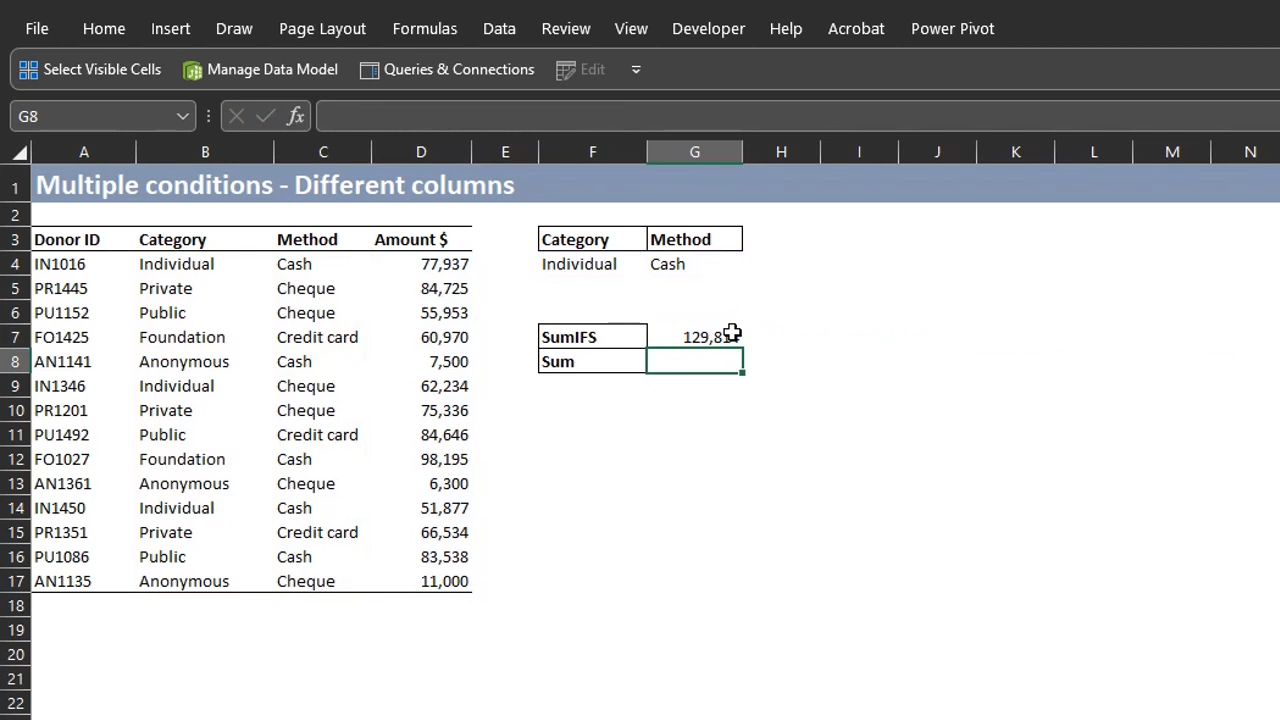 File Home Insert Draw Page Layout Formulas Data Review View Developer Help Acrobat Power Pivot
Select Visible Cells Manage Data Model Queries & Connections Edit
G8 fx
A B C D E F G H I J K L M N
1 Multiple conditions - Different columns
2
3 Donor ID Category Method Amount $ Category Method
4 IN1016 Individual Cash 77,937 Individual Cash
5 PR1445 Private Cheque 84,725
6 PU1152 Public Cheque 55,953
7 FO1425 Foundation Credit card 60,970 SumIFS
8 AN1141 Anonymous Cash 7,500 Sum
9 IN1346 Individual Cheque 62,234
10 PR1201 Private Cheque 75,336
11 PU1492 Public Credit card 84,646
12 FO1027 Foundation Cash 98,195
13 AN1361 Anonymous Cheque 6,300
14 IN1450 Individual Cash 51,877
15 PR1351 Private Credit card 66,534
16 PU1086 Public Cash 83,538
17 AN1135 Anonymous Cheque 11,000
18
19
20
21
22